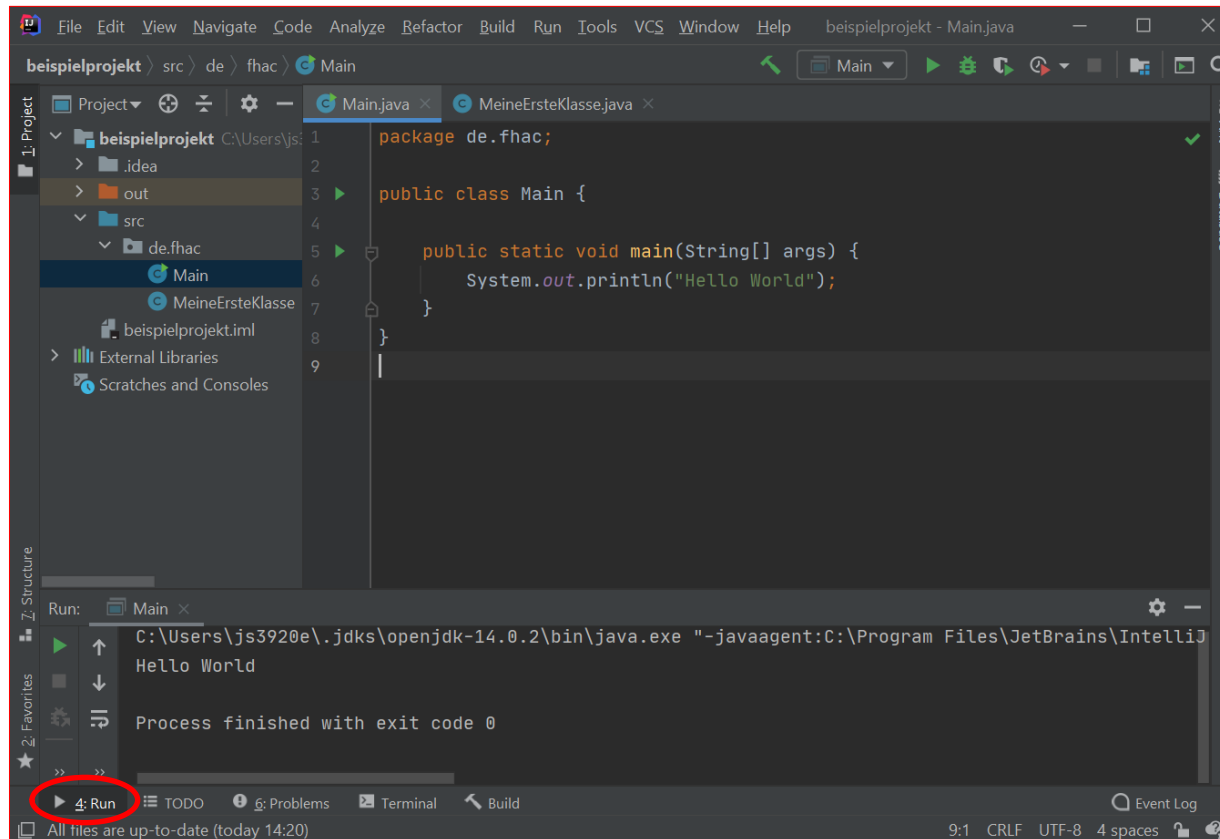 File Edit View Navigate Code Analyze Refactor Build Run Tools VCS Window Help beispielprojekt - Main.java
beispielprojekt src de fhac Main
Main
1: Project
Project
Main.java
MeineErsteKlasse.java
beispielprojekt C:\Users\js
.idea
out
src
de.fhac
Main
MeineErsteKlasse
beispielprojekt.iml
External Libraries
Scratches and Consoles
1 package de.fhac;
2
3 public class Main {
4
5 public static void main(String[] args) {
6 System.out.println("Hello World");
7 }
8 }
9
7: Structure
2: Favorites
Run: Main
C:\Users\js3920e\.jdks\openjdk-14.0.2\bin\java.exe "-javaagent:C:\Program Files\JetBrains\IntelliJ
Hello World
Process finished with exit code 0
4: Run TODO 6: Problems Terminal Build Event Log
All files are up-to-date (today 14:20) 9:1 CRLF UTF-8 4 spaces